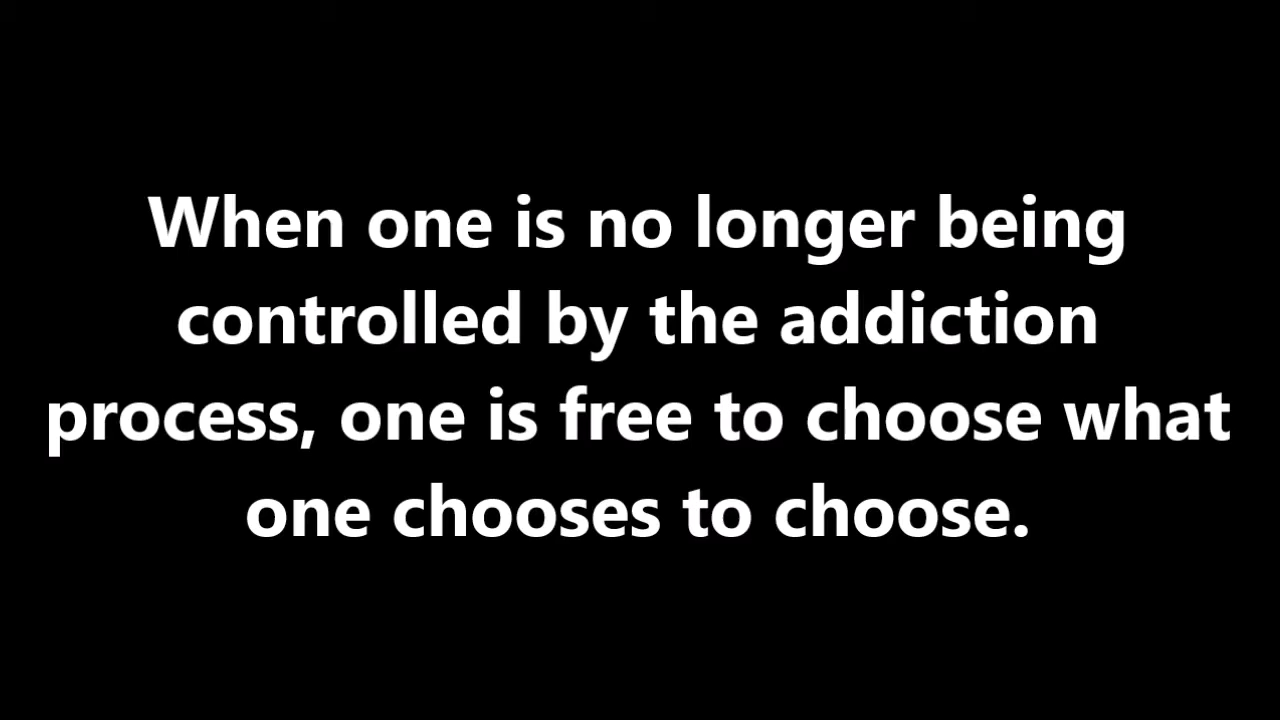 When one is no longer being
controlled by the addiction
process, one is free to choose what
one chooses to choose.